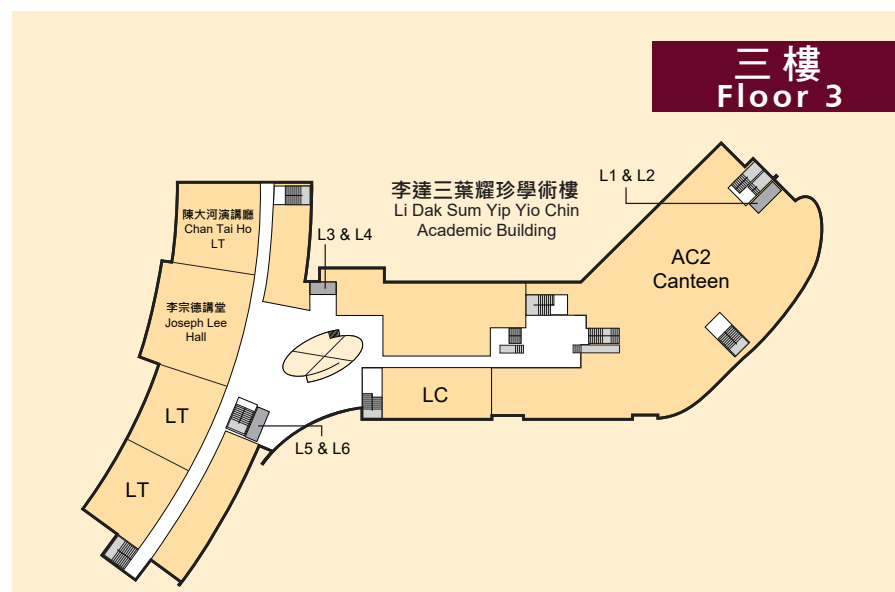 三樓
Floor 3
李達三葉耀珍學術樓
Li Dak Sum Yip Yio Chin
Academic Building
L1 & L2
陳大河演講廳
Chan Tai Ho
LT
L3 & L4
AC2
Canteen
李宗德講堂
Joseph Lee
Hall
LC
LT
L5 & L6
LT